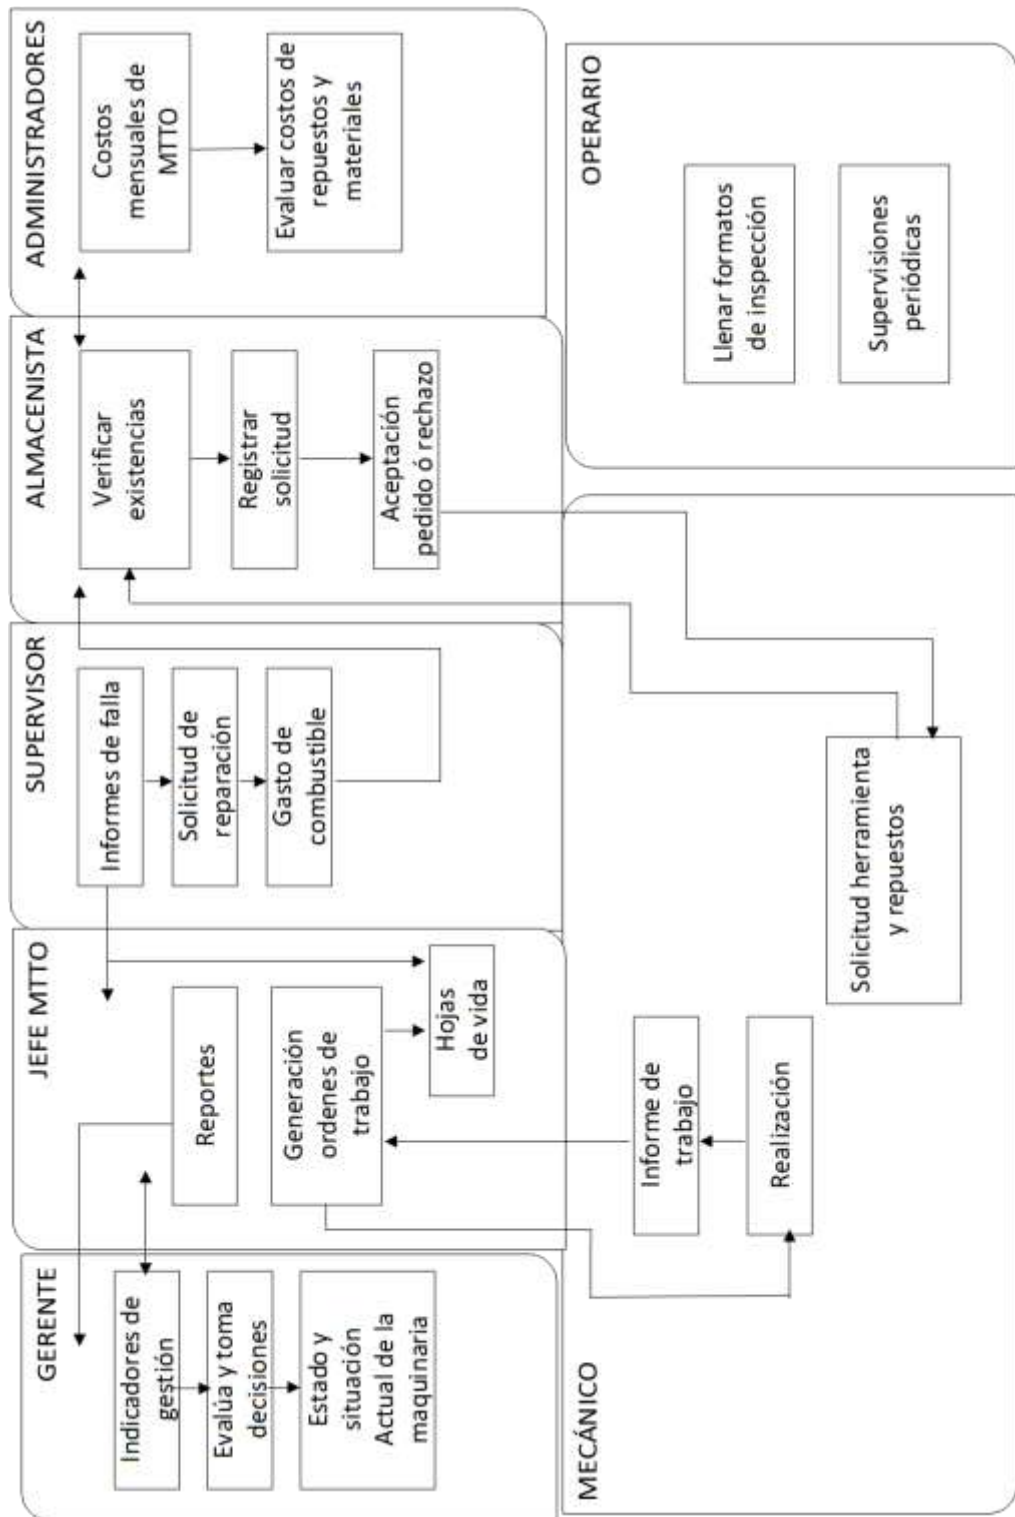 GERENTE
Indicadores de
gestión
Evalúa y toma
decisiones
Estado y
situación
Actual de la
maquinaria
JEFE MTTO
Reportes
Generación
ordenes de
trabajo
Hojas
de vida
SUPERVISOR
Informes de falla
Solicitud de
reparación
Gasto de
combustible
ALMACENISTA
Verificar
existencias
Registrar
solicitud
Aceptación
pedido ó rechazo
ADMINISTRADORES
Costos
mensuales de
MTTO
Evaluar costos de
repuestos y
materiales
MECÁNICO
Informe de
trabajo
Realización
Solicitud herramienta
y repuestos
OPERARIO
Llenar formatos
de inspección
Supervisiones
periódicas